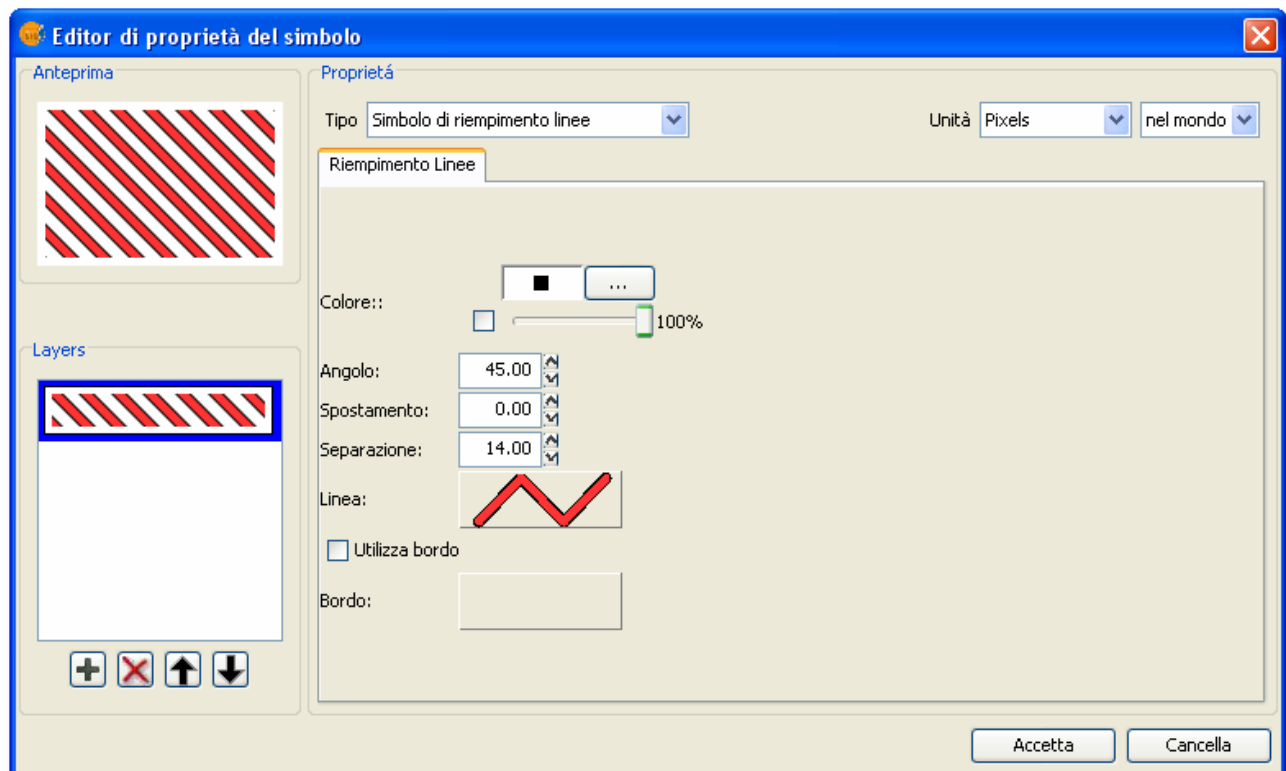 Editor di proprietà del simbolo
Anteprima
Proprietá
Tipo Simbolo di riempimento linee
Unità Pixels nel mondo
Riempimento Linee
Colore::
...
100%
Layers
Angolo: 45.00
Spostamento: 0.00
Separazione: 14.00
Linea:
Utilizza bordo
Bordo:
Accetta Cancella